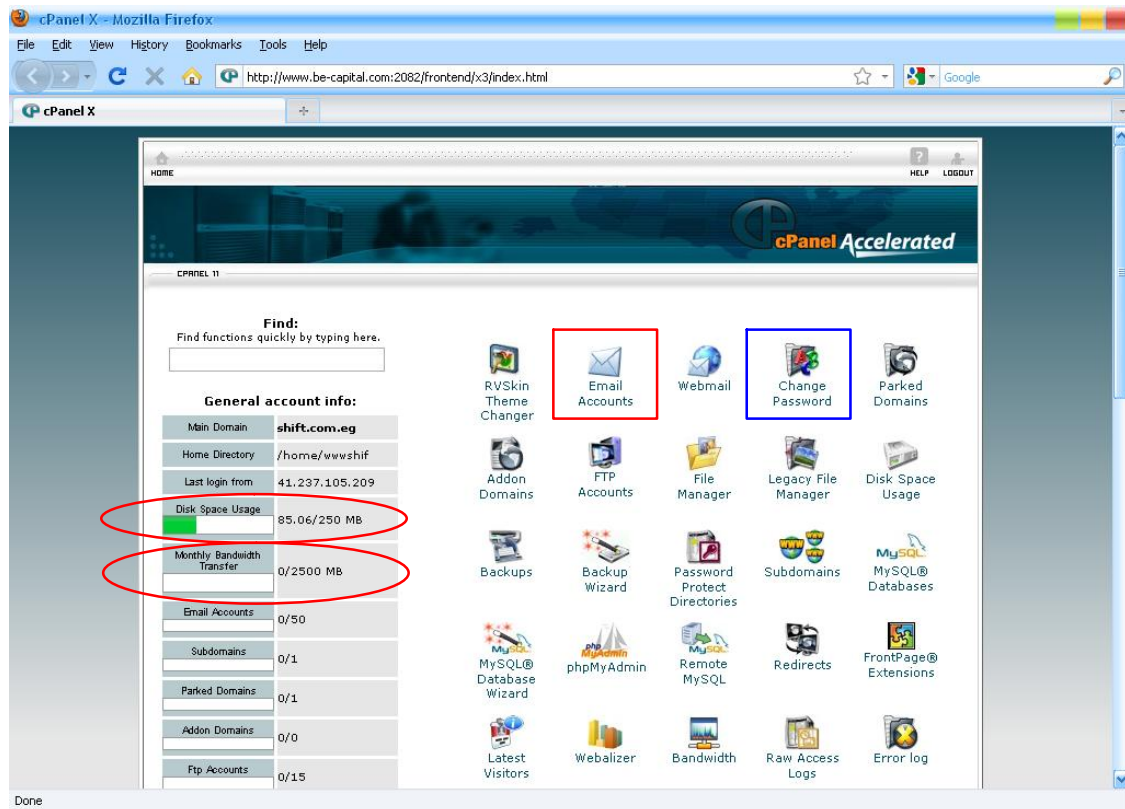 cPanel X - Mozilla Firefox
File Edit View History Bookmarks Tools Help
http://www.be-capital.com:2082/frontend/x3/index.html
Google
cPanel X
HOME
HELP LOGOUT
cPanel Accelerated
CPANEL 11
Find:
Find functions quickly by typing here.
General account info:
Main Domain shift.com.eg
Home Directory /home/wwwshif
Last login from 41.237.105.209
Disk Space Usage 85.06/250 MB
Monthly Bandwidth
Transfer 0/2500 MB
Email Accounts 0/50
Subdomains 0/1
Parked Domains 0/1
Addon Domains 0/0
Ftp Accounts 0/15
RVSkin
Theme
Changer
Email
Accounts
Webmail
Change
Password
Parked
Domains
Addon
Domains
FTP
Accounts
File
Manager
Legacy File
Manager
Disk Space
Usage
Backups
Backup
Wizard
Password
Protect
Directories
WWW
WWW
Subdomains
MySQL
MySQL®
Databases
MySQL
MySQL®
Database
Wizard
php
MyAdmin
phpMyAdmin
MySQL
Remote
MySQL
Redirects
FrontPage®
Extensions
Latest
Visitors
Webalizer
Bandwidth
Raw Access
Logs
Error log
Done